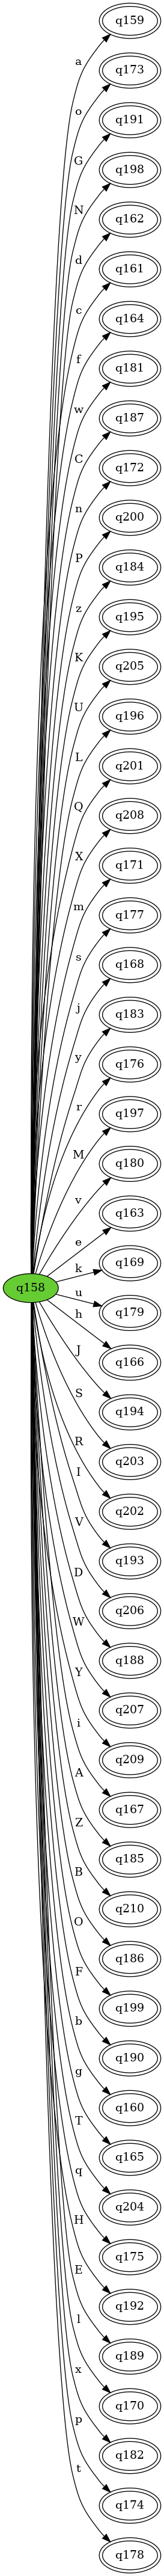 a
q159
o
q173
G
q191
N
q198
d
q162
c
q161
f
q164
w
q181
C
q187
n
q172
P
q200
z
q184
K
q195
U
q205
L
q196
Q
q201
X
q208
m
q171
s
q177
j
q168
y
q183
r
q176
M
q197
v
q180
e
q163
k
q169
q158
u
q179
h
q166
J
q194
S
q203
R
q202
I
q193
V
q206
D
q188
W
q207
Y
q209
i
q167
A
q185
Z
q210
B
q186
O
q199
F
q190
b
q160
g
q165
T
q204
q
q175
H
q192
E
q189
l
q170
x
q182
p
q174
t
q178